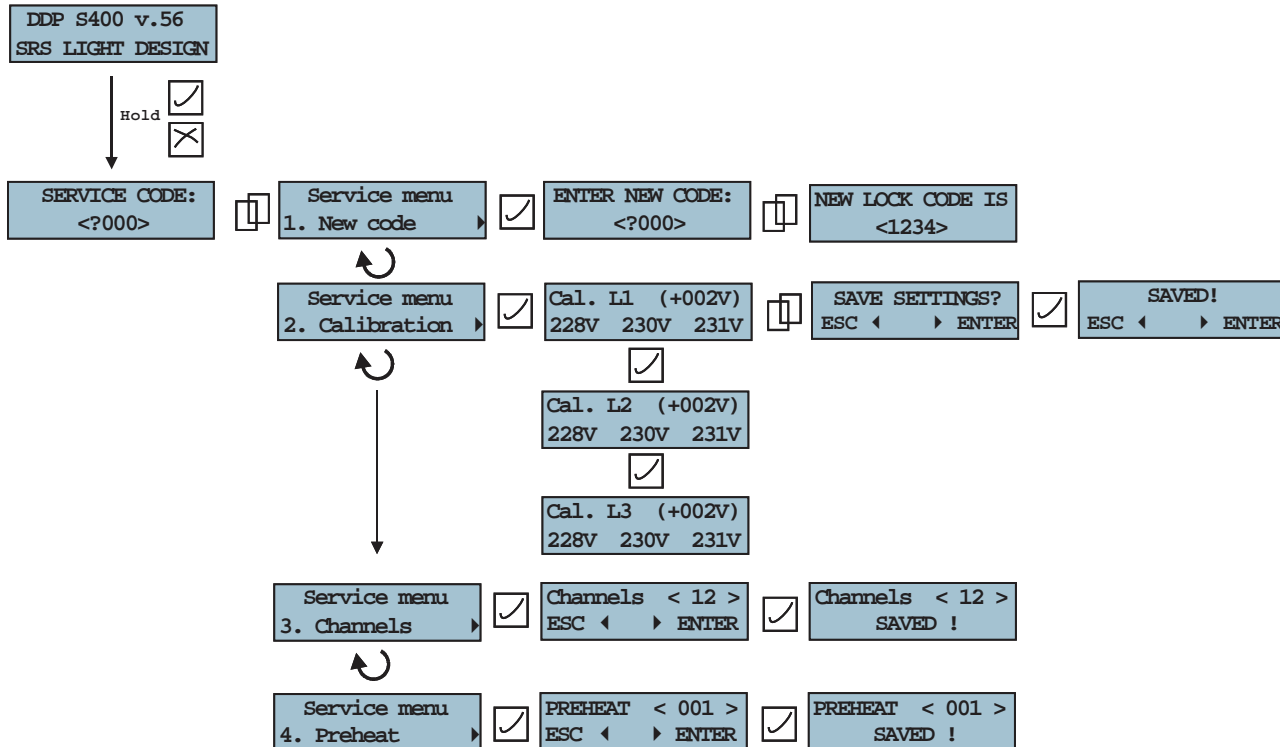 DDP S400 v.56
SRS LIGHT DESIGN
Hold
SERVICE CODE:
<?000>
Service menu
1. New code
ENTER NEW CODE:
<?000>
NEW LOCK CODE IS
<1234>
Service menu
2. Calibration
Cal. L1 (+002V)
228V 230V 231V
SAVE SETTINGS?
ESC ENTER
SAVED!
ESC ENTER
Cal. L2 (+002V)
228V 230V 231V
Cal. L3 (+002V)
228V 230V 231V
Service menu
3. Channels
Channels < 12 >
ESC ENTER
Channels < 12 >
SAVED !
Service menu
4. Preheat
PREHEAT < 001 >
ESC ENTER
PREHEAT < 001 >
SAVED !